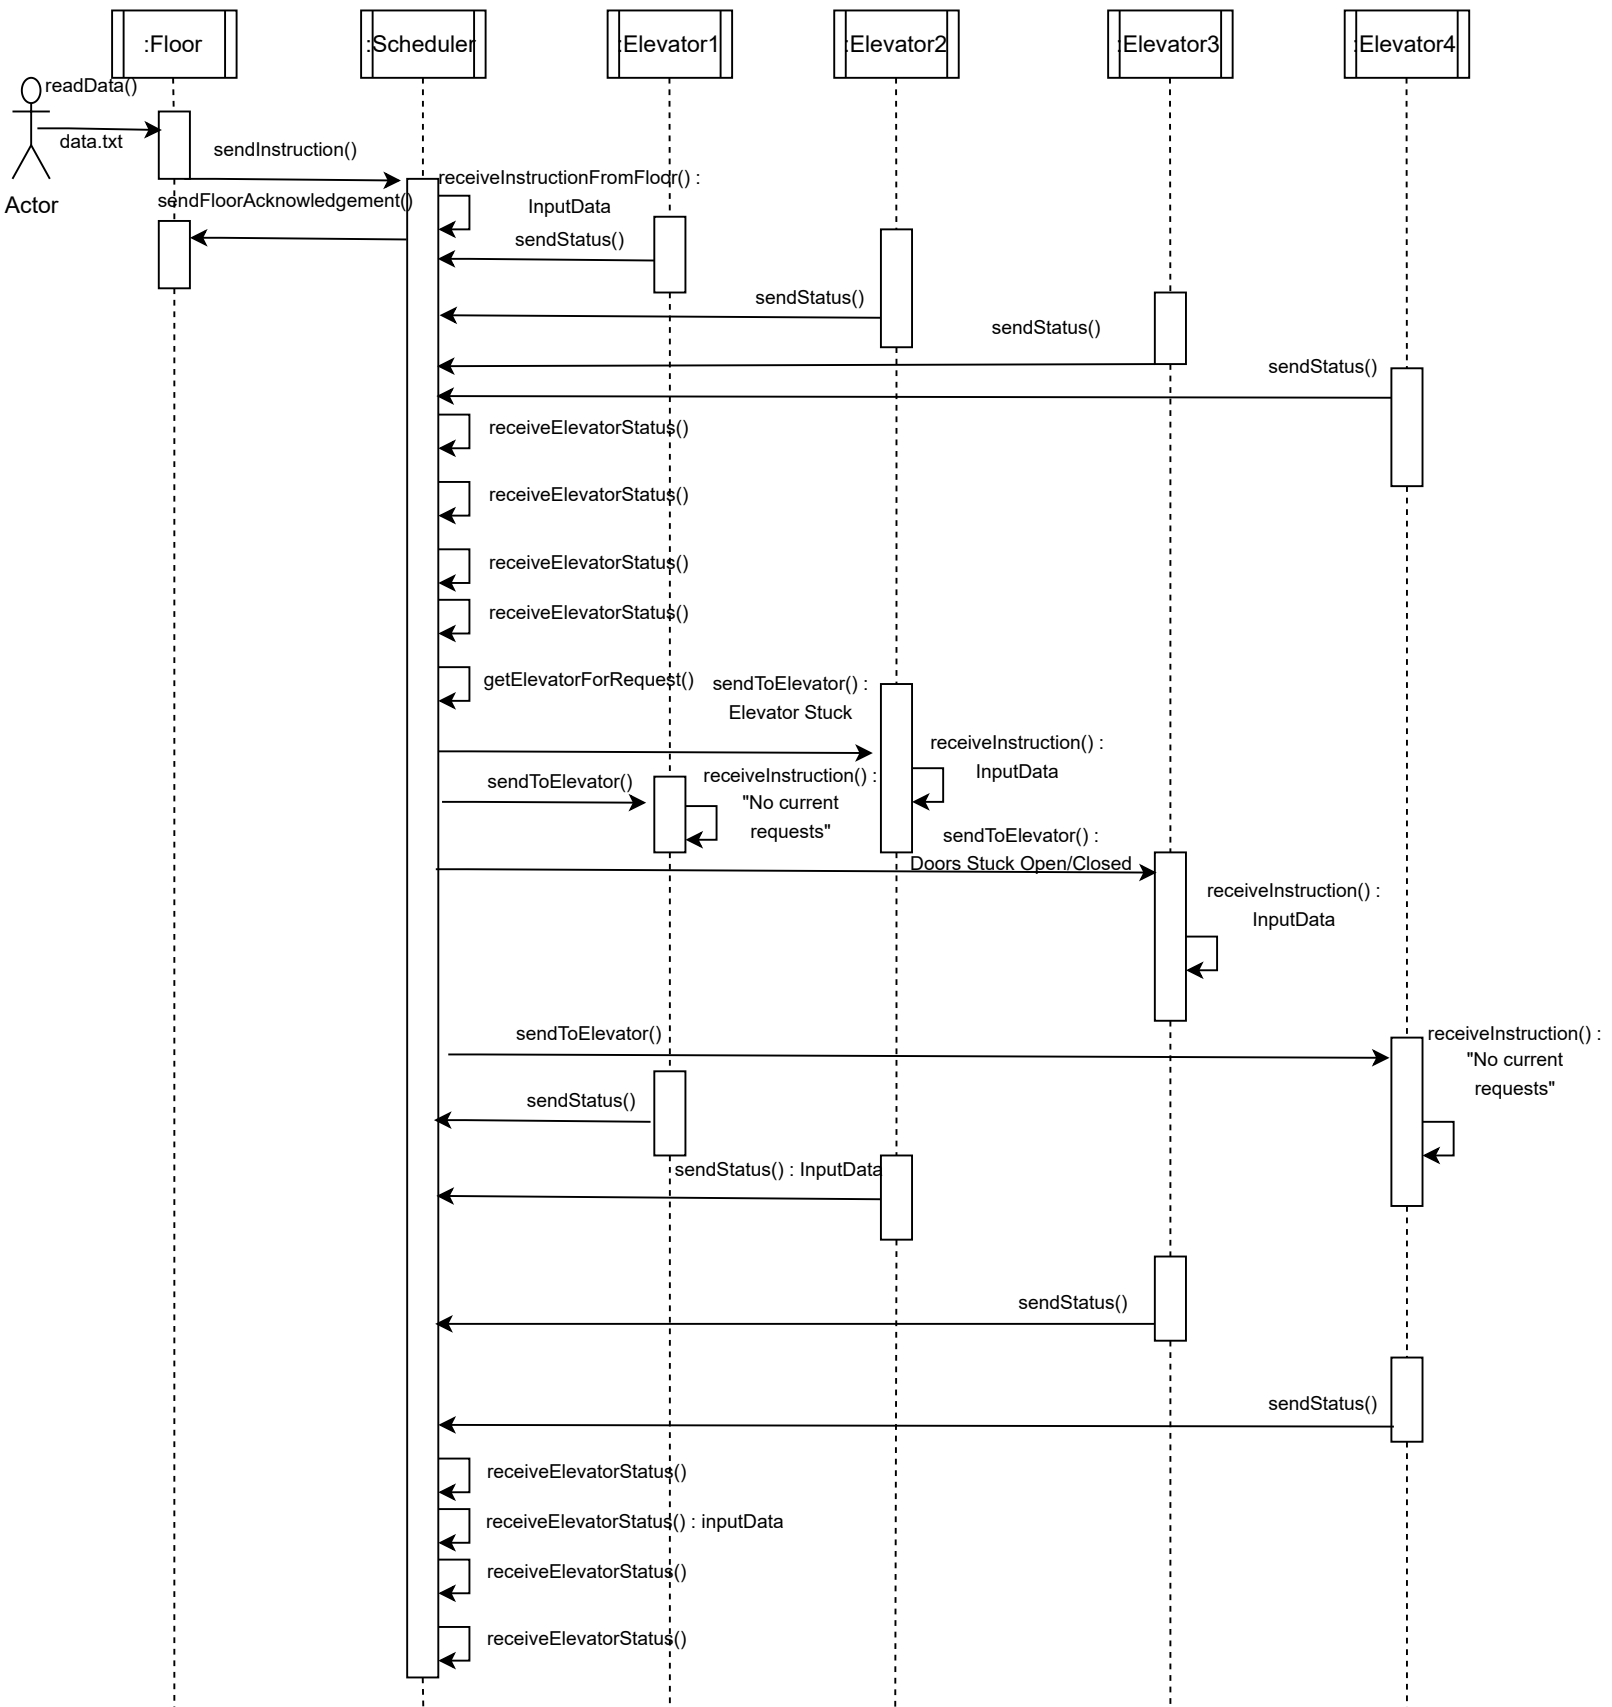 :Floor
:Scheduler
:Elevator1
:Elevator2
:Elevator3
:Elevator4
readData()
data.txt
Actor
sendInstruction()
receiveInstructionFromFloor() :
InputData
sendFloorAcknowledgement()
sendStatus()
sendStatus()
sendStatus()
sendStatus()
receiveElevatorStatus()
receiveElevatorStatus()
receiveElevatorStatus()
receiveElevatorStatus()
getElevatorForRequest()
sendToElevator() :
Elevator Stuck
receiveInstruction() :
InputData
sendToElevator()
receiveInstruction() :
"No current
requests"
sendToElevator() :
Doors Stuck Open/Closed
receiveInstruction() :
InputData
sendToElevator()
receiveInstruction() :
"No current
requests"
sendStatus()
sendStatus() : InputData
sendStatus()
sendStatus()
receiveElevatorStatus()
receiveElevatorStatus() : inputData
receiveElevatorStatus()
receiveElevatorStatus()